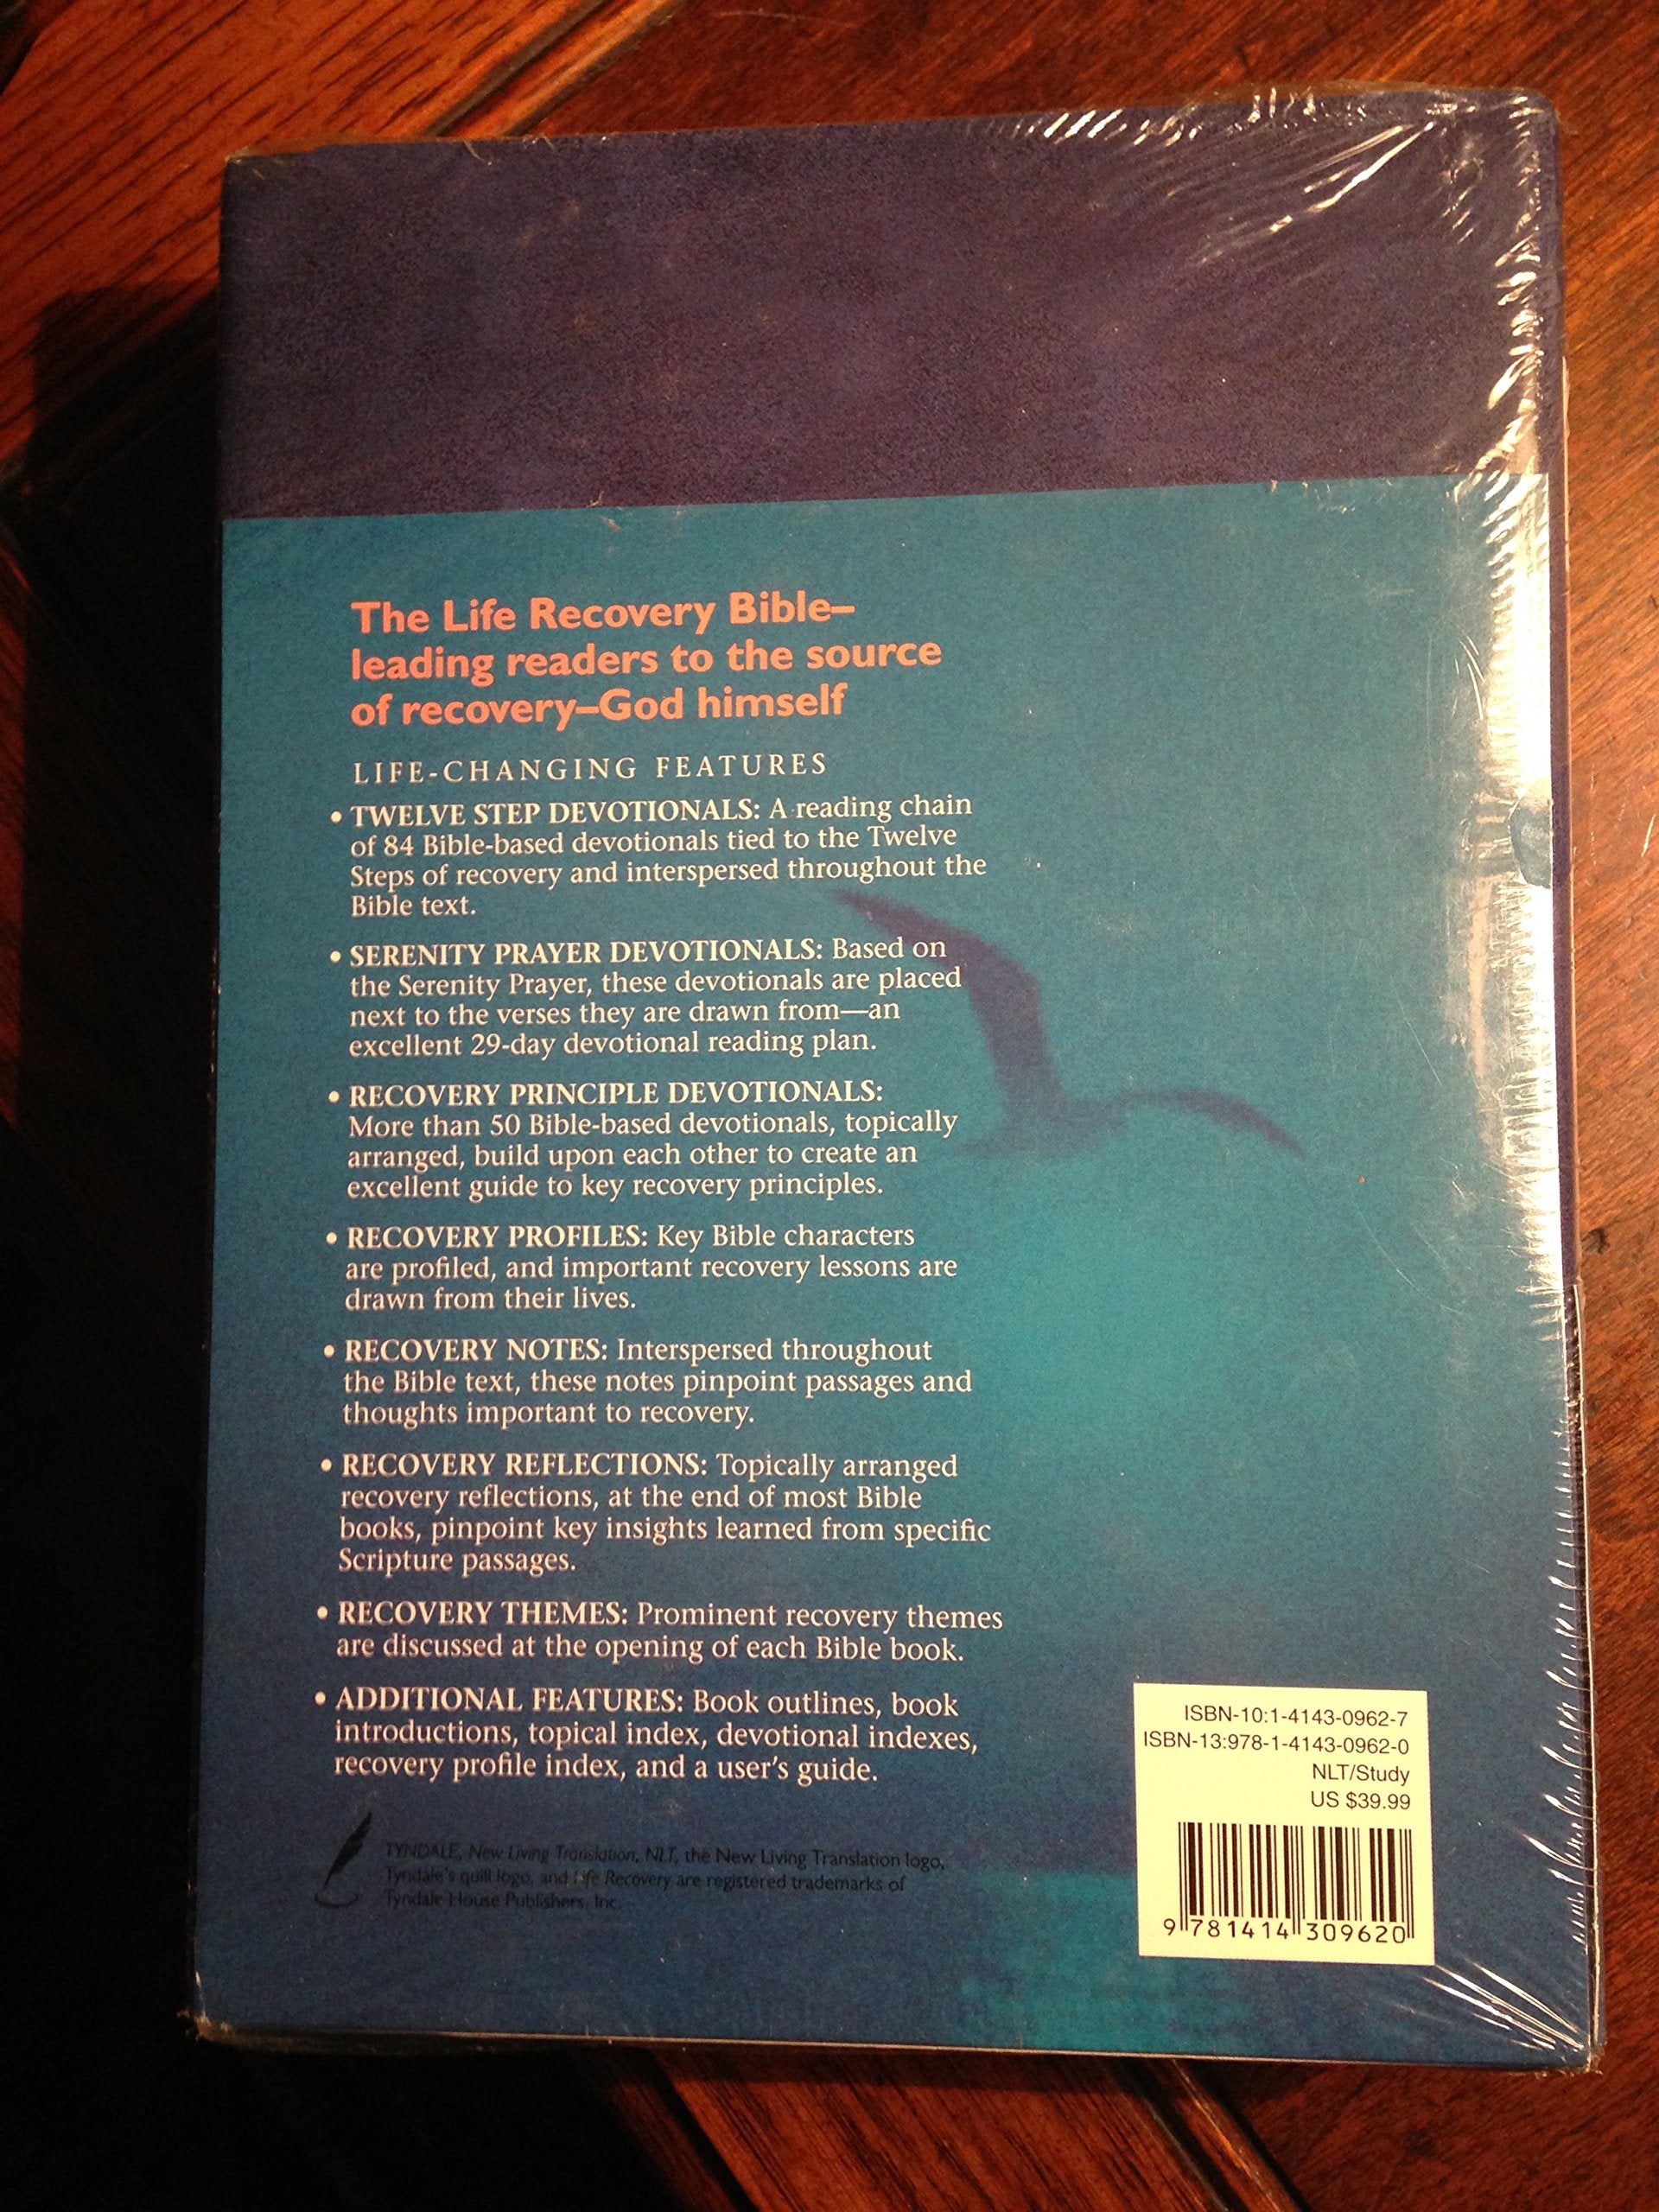 The Life Recovery Bible–
leading readers to the source
of recovery–God himself
LIFE-CHANGING FEATURES
• TWELVE STEP DEVOTIONALS: A reading chain
of 84 Bible-based devotionals tied to the Twelve
Steps of recovery and interspersed throughout the
Bible text.
• SERENITY PRAYER DEVOTIONALS: Based on
the Serenity Prayer, these devotionals are placed
next to the verses they are drawn from—an
excellent 29-day devotional reading plan.
• RECOVERY PRINCIPLE DEVOTIONALS:
More than 50 Bible-based devotionals, topically
arranged, build upon each other to create an
excellent guide to key recovery principles.
• RECOVERY PROFILES: Key Bible characters
are profiled, and important recovery lessons are
drawn from their lives.
• RECOVERY NOTES: Interspersed throughout
the Bible text, these notes pinpoint passages and
thoughts important to recovery.
• RECOVERY REFLECTIONS: Topically arranged
recovery reflections, at the end of most Bible
books, pinpoint key insights learned from specific
Scripture passages.
• RECOVERY THEMES: Prominent recovery themes
are discussed at the opening of each Bible book.
• ADDITIONAL FEATURES: Book outlines, book
introductions, topical index, devotional indexes,
recovery profile index, and a user's guide.
TYNDALE, New Living Translation, NLT, the New Living Translation logo,
Tyndale's quill logo, and Life Recovery are registered trademarks of
Tyndale House Publishers, Inc.
ISBN-10:1-4143-0962-7
ISBN-13:978-1-4143-0962-0
NLT/Study
US $39.99
9 781414 309620